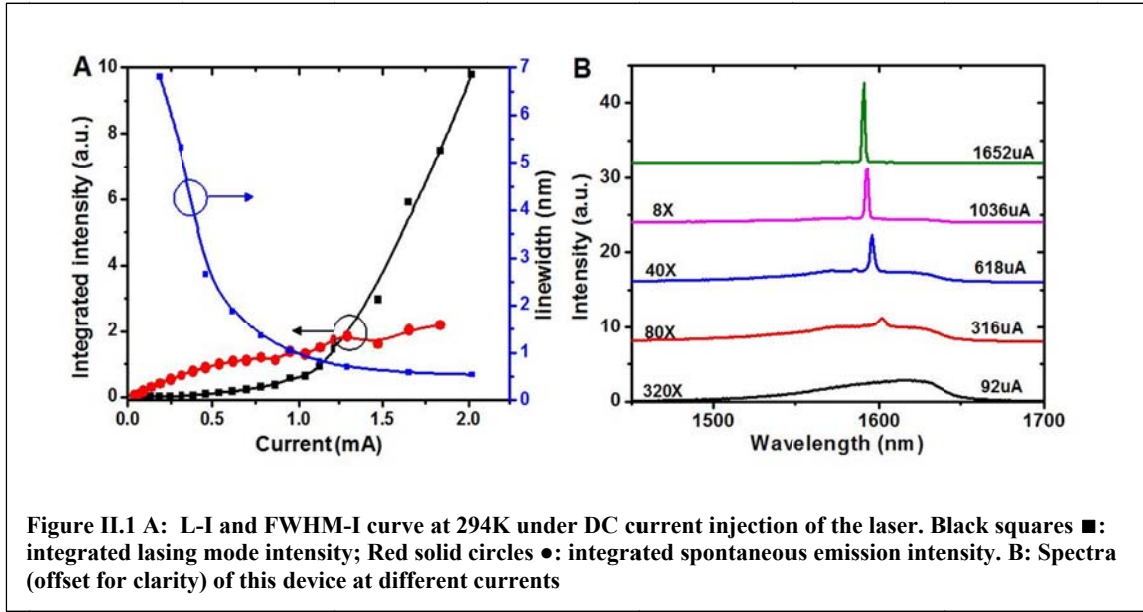 A
B
10
8
6
4
2
0
Integrated intensity (a.u.)
7
6
5
4
3
2
1
0
linewidth (nm)
0.0 0.5 1.0 1.5 2.0
Current(mA)
40
30
20
10
0
Intensity (a.u.)
1652uA
8X 1036uA
40X 618uA
80X 316uA
320X 92uA
1500 1600 1700
Wavelength (nm)
Figure II.1 A: L-I and FWHM-I curve at 294K under DC current injection of the laser. Black squares ■:
integrated lasing mode intensity; Red solid circles ●: integrated spontaneous emission intensity. B: Spectra
(offset for clarity) of this device at different currents